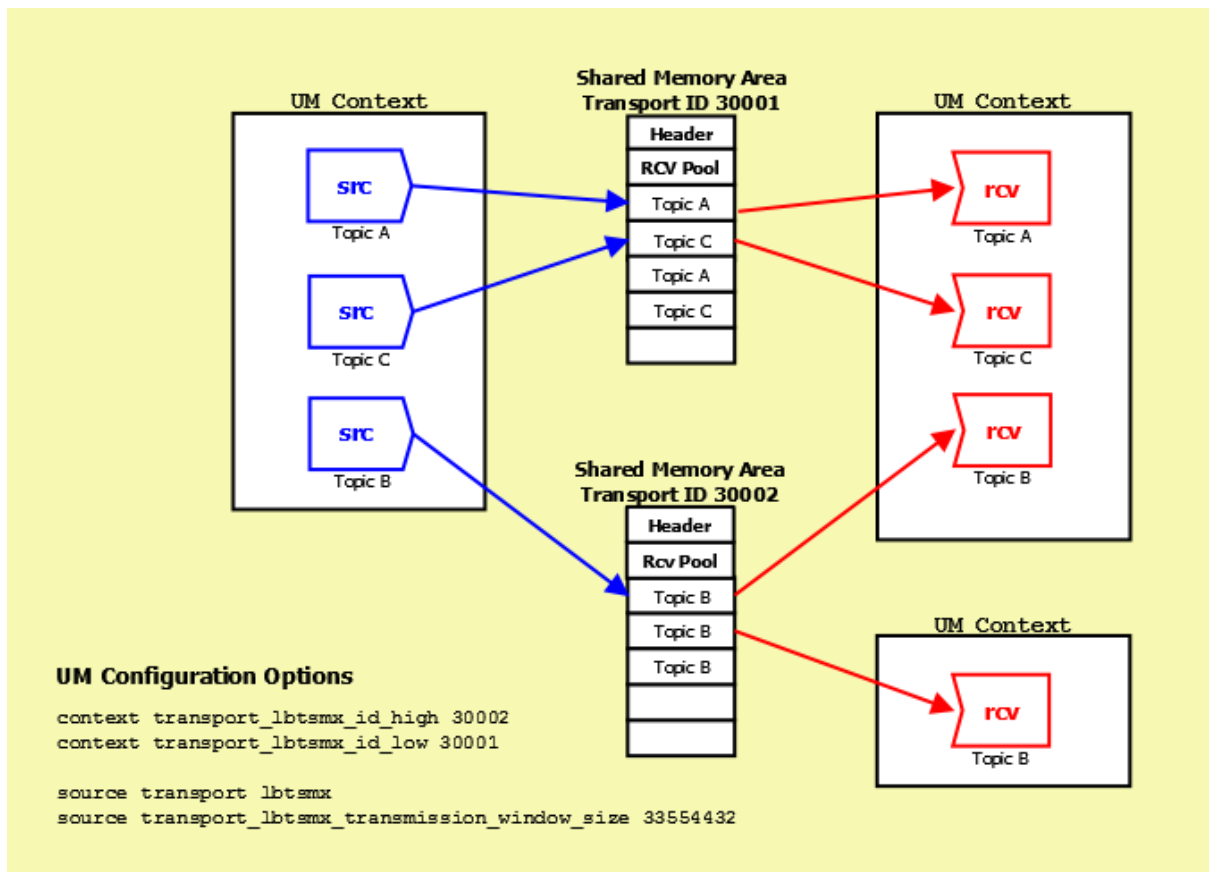 UM Context
src
Topic A
src
Topic C
src
Topic B
Shared Memory Area
Transport ID 30001
Header
RCV Pool
Topic A
Topic C
Topic A
Topic C
UM Context
rcv
Topic A
rcv
Topic C
rcv
Topic B
Shared Memory Area
Transport ID 30002
Header
Rcv Pool
Topic B
Topic B
Topic B
UM Context
rcv
Topic B
UM Configuration Options
context transport_lbtsmx_id_high 30002
context transport_lbtsmx_id_low 30001
source transport lbtsmx
source transport_lbtsmx_transmission_window_size 33554432